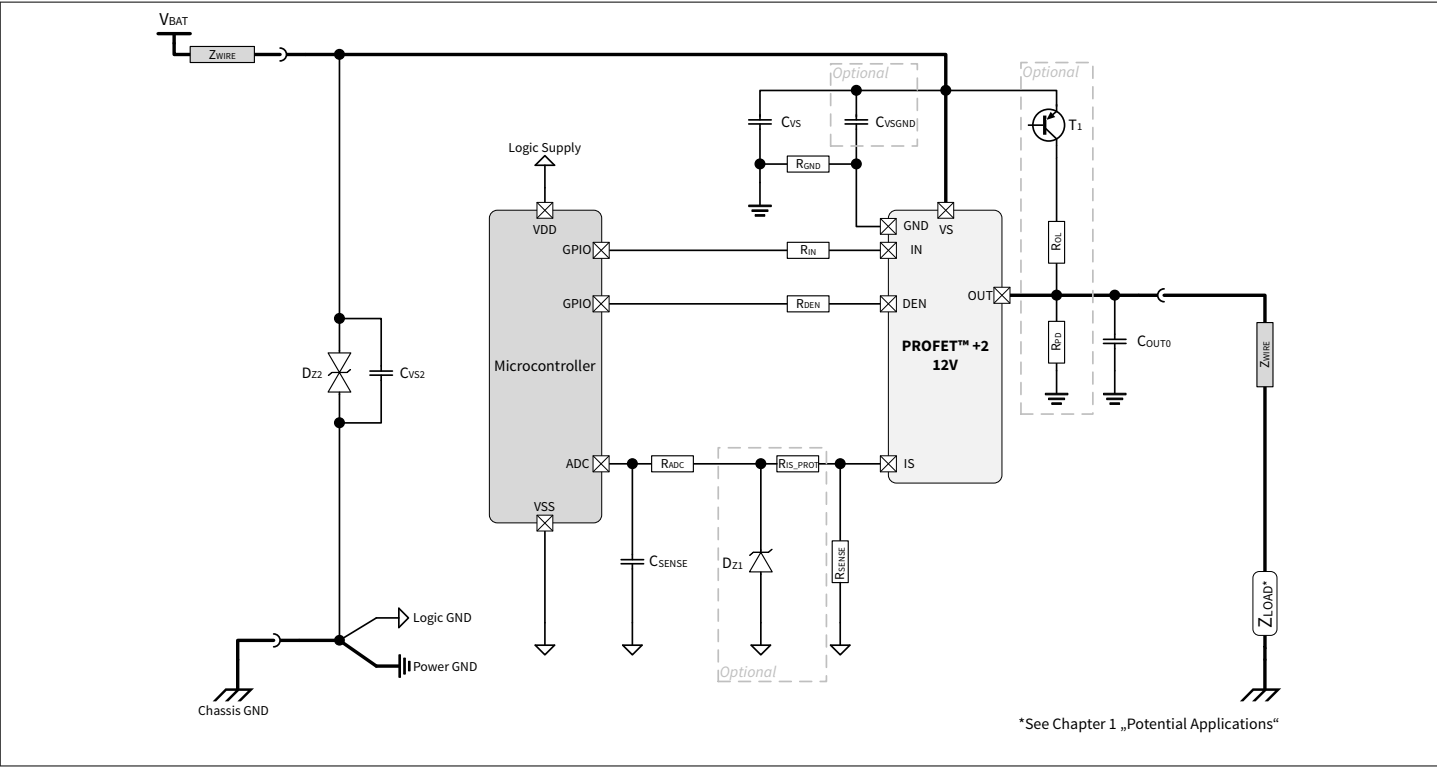 VBAT
ZWIRE
Optional
Optional
CVS
CVSGND
T1
Logic Supply
RGND
VDD
GND
VS
GPIO
RIN
IN
ROL
GPIO
RDEN
DEN
OUT
PROFET™ +2
12V
RPD
COUT0
ZWIRE
Microcontroller
DZ2
CVS2
ADC
RADC
RIS_PROT
IS
VSS
CSENSE
DZ1
RSENSE
ZLOAD*
Logic GND
Power GND
Optional
Chassis GND
*See Chapter 1 „Potential Applications“